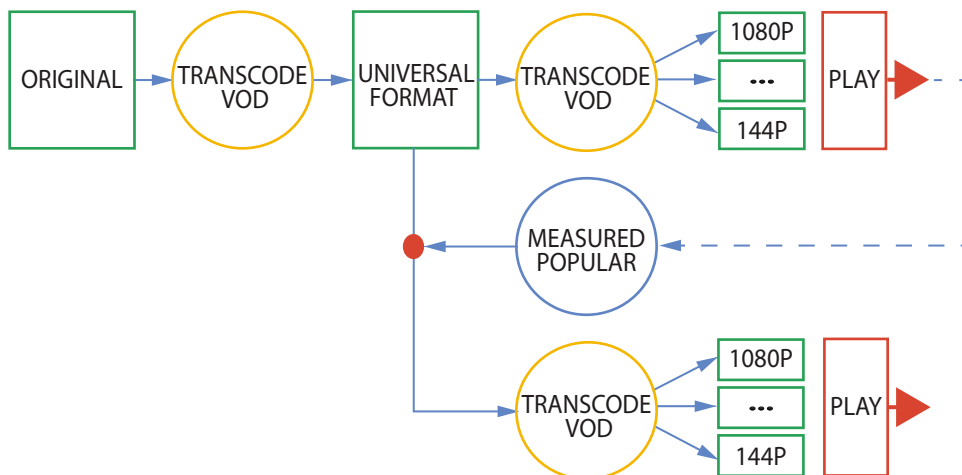 ORIGINAL
TRANSCODE
VOD
UNIVERSAL
FORMAT
TRANSCODE
VOD
1080P
...
144P
PLAY
MEASURED
POPULAR
TRANSCODE
VOD
1080P
...
144P
PLAY